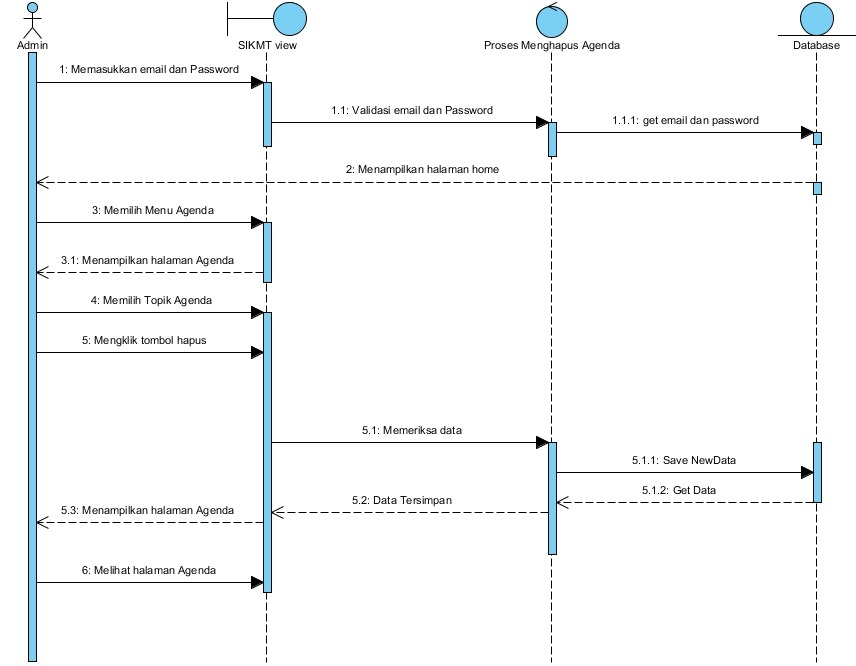 Admin
SIKMT view
Proses Menghapus Agenda
Database
1: Memasukkan email dan Password
1.1: Validasi email dan Password
1.1.1: get email dan password
2: Menampilkan halaman home
3: Memilih Menu Agenda
3.1: Menampilkan halaman Agenda
4: Memilih Topik Agenda
5: Mengklik tombol hapus
5.1: Memeriksa data
5.1.1: Save NewData
5.1.2: Get Data
5.2: Data Tersimpan
5.3: Menampilkan halaman Agenda
6: Melihat halaman Agenda